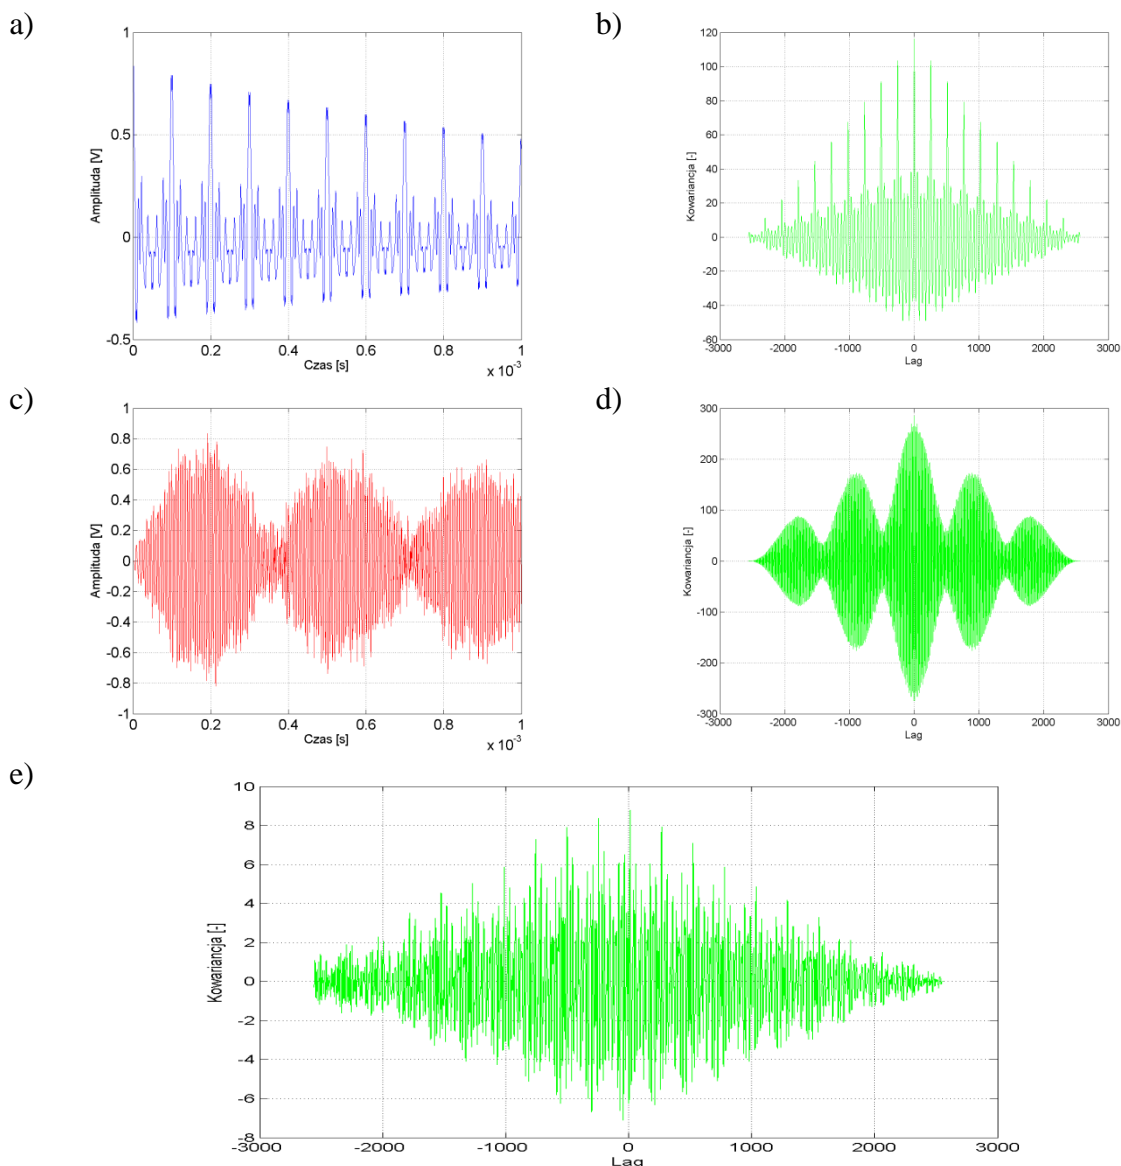 a)
1
0.5
0
-0.5
Amplituda [V]
0 0.2 0.4 0.6 0.8 1
Czas [s]
x 10⁻³
b)
120
100
80
60
40
20
0
-20
-40
-60
Kowariancja [-]
-3000 -2000 -1000 0 1000 2000 3000
Lag
c)
1
0.8
0.6
0.4
0.2
0
-0.2
-0.4
-0.6
-0.8
-1
Amplituda [V]
0 0.2 0.4 0.6 0.8 1
Czas [s]
x 10⁻³
d)
300
200
100
0
-100
-200
-300
Kowariancja [-]
-3000 -2000 -1000 0 1000 2000 3000
Lag
e)
10
8
6
4
2
0
-2
-4
-6
-8
Kowariancja [-]
-3000 -2000 -1000 0 1000 2000 3000
Lag